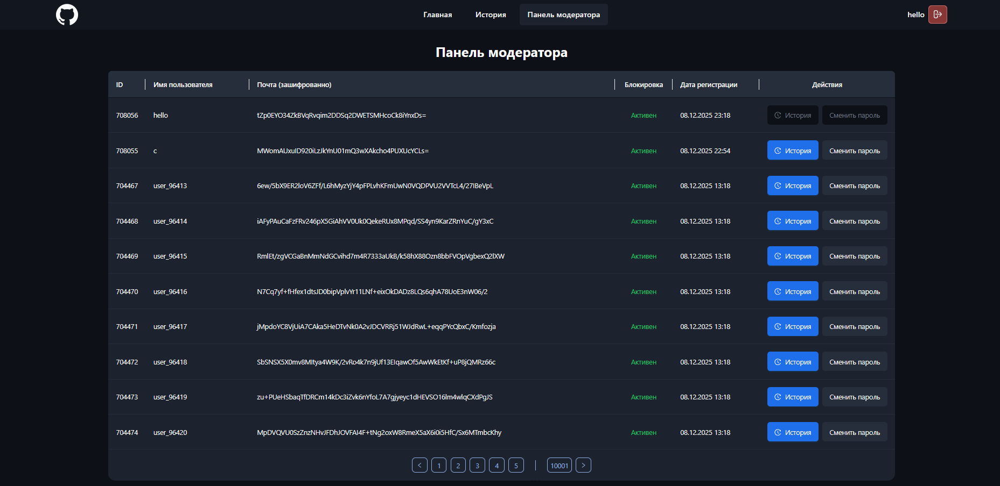 Главная История Панель модератора hello
Панель модератора
ID Имя пользователя Почта (зашифрованно) Блокировка Дата регистрации Действия
708056 hello tZp0EYO34ZkBVqRvqim2DDSq2DWETSMHcoCk8iYnxDs= Активен 08.12.2025 23:18 История Сменить пароль
708055 c MWomAUxuID920iLzJkYnU01mQ3wXAkcho4PUXUcYCLs= Активен 08.12.2025 22:54 История Сменить пароль
704467 user_96413 6ew/5bX9ER2loV6ZFf/L6hMyzYjY4pFPLvhKFmUwN0VQDPVU2VVTcL4/27IBeVpL Активен 08.12.2025 13:18 История Сменить пароль
704468 user_96414 iAFyPAuCaFzFRv246pX5GiAhVV0Uk0QekeRUx8MPqd/SS4yn9KarZRnYuC/gY3xC Активен 08.12.2025 13:18 История Сменить пароль
704469 user_96415 RmlEt/zgVCGaBnMmNdGCvihd7m4R7333aUkB/k58hX88Ozn8bbFVOpVgbexQ2lXW Активен 08.12.2025 13:18 История Сменить пароль
704470 user_96416 N7Cq7yf+fHfex1dtsJD0bipVplvYr11LNf+eixOkDADz8LQs6qhA78UoE3nW06/2 Активен 08.12.2025 13:18 История Сменить пароль
704471 user_96417 jMpdoYC8VjUiA7CAka5HeDTvNk0A2vJDCVRRj51WJdRwL+eqqPYcQbxC/Kmfozja Активен 08.12.2025 13:18 История Сменить пароль
704472 user_96418 SbSNSX5X0mv8MItya4W9K/2vRo4k7n9jUf13EIqawOf5AwWkEtKf+uP8jQMRz66c Активен 08.12.2025 13:18 История Сменить пароль
704473 user_96419 zu+PUeHSbaqTfDRCm14kDc3iZvk6nYfoL7A7gjyeyc1dHEVSO16lm4wlqCXdPgJS Активен 08.12.2025 13:18 История Сменить пароль
704474 user_96420 MpDVQVU0SzZnzNHvJFDhJOVFAI4F+tNg2oxW8RmeX5aX6i0i5HfC/Sx6MTmbcKhy Активен 08.12.2025 13:18 История Сменить пароль
< 1 2 3 4 5 | 10001 >